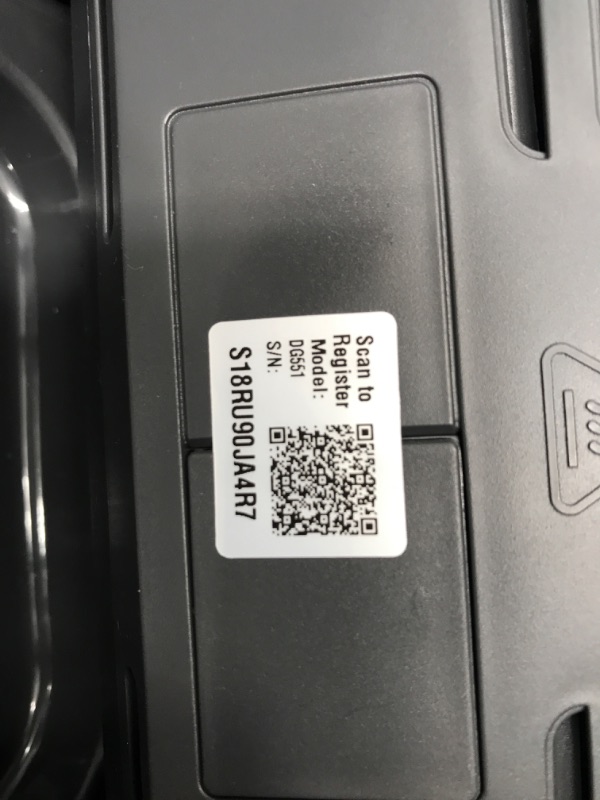 Scan to
Register
Model:
DG551
S/N:
S18RU90JA4R7